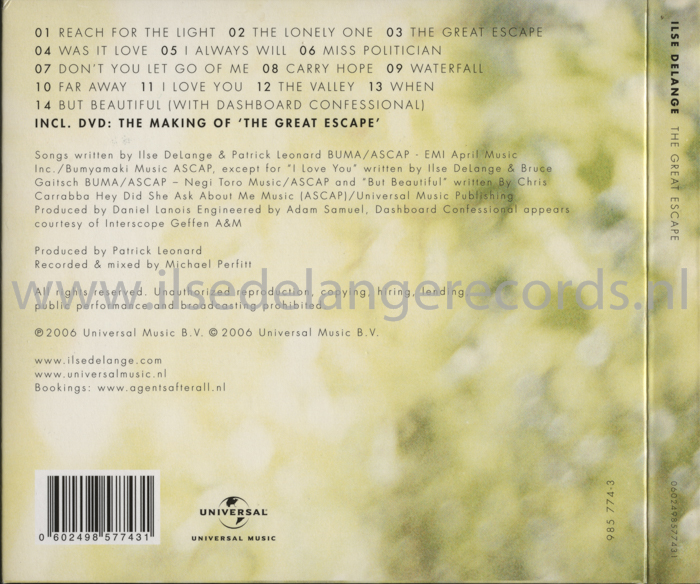 01 REACH FOR THE LIGHT 02 THE LONELY ONE 03 THE GREAT ESCAPE
04 WAS IT LOVE 05 I ALWAYS WILL 06 MISS POLITICIAN
07 DON'T YOU LET GO OF ME 08 CARRY HOPE 09 WATERFALL
10 FAR AWAY 11 I LOVE YOU 12 THE VALLEY 13 WHEN
14 BUT BEAUTIFUL (WITH DASHBOARD CONFESSIONAL)
INCL. DVD: THE MAKING OF 'THE GREAT ESCAPE'
Songs written by Ilse DeLange & Patrick Leonard BUMA/ASCAP - EMI April Music
Inc./Bumyamaki Music ASCAP, except for "I Love You" written by Ilse DeLange & Bruce
Gaitsch BUMA/ASCAP – Negi Toro Music/ASCAP and "But Beautiful" written By Chris
Carrabba Hey Did She Ask About Me Music (ASCAP)/Universal Music Publishing
Produced by Daniel Lanois Engineered by Adam Samuel, Dashboard Confessional appears
courtesy of Interscope Geffen A&M
Produced by Patrick Leonard
Recorded & mixed by Michael Perfitt
www.ilsedelangerecords.nl
All rights reserved. Unauthorized reproduction, copying, hiring, lending,
public performance and broadcasting prohibited.
℗2006 Universal Music B.V. ©2006 Universal Music B.V.
www.ilsedelange.com
www.universalmusic.nl
Bookings: www.agentsafterall.nl
0 602498 577431
UNIVERSAL
UNIVERSAL MUSIC
985 774-3
ILSE DELANGE THE GREAT ESCAPE
0602498577431